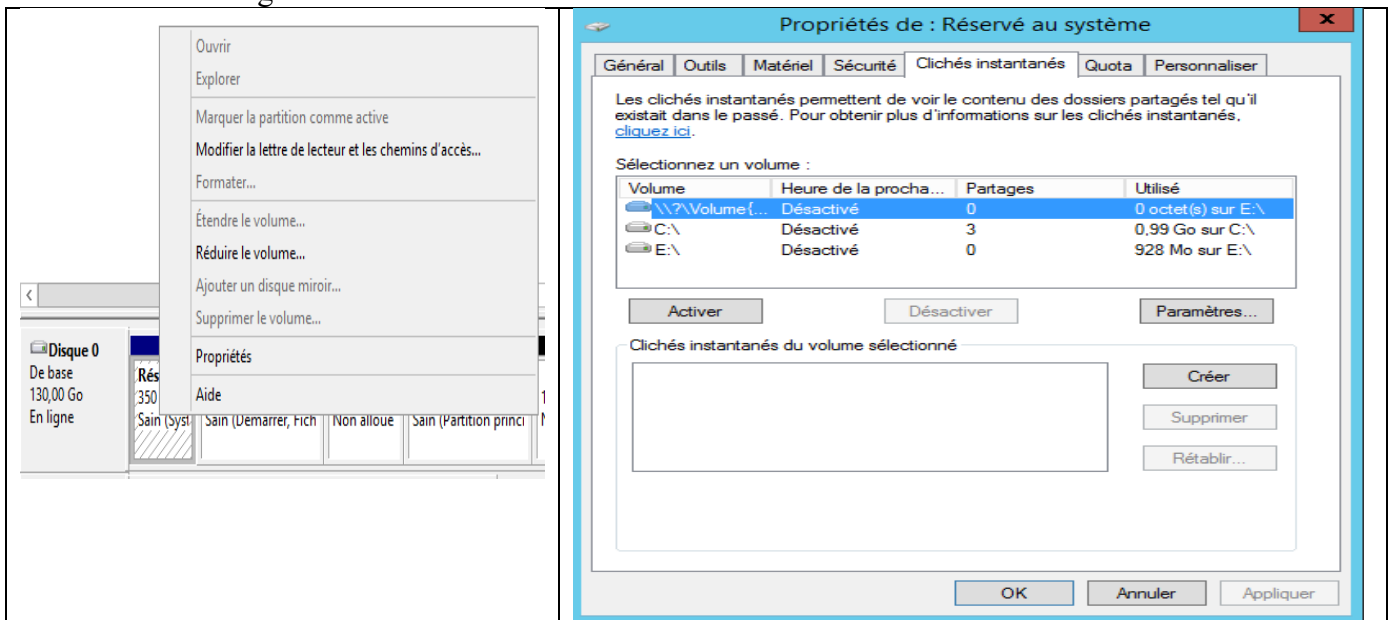 Ouvrir
Explorer
Marquer la partition comme active
Modifier la lettre de lecteur et les chemins d'accès...
Formater...
Étendre le volume...
Réduire le volume...
Ajouter un disque miroir...
Supprimer le volume...
Propriétés
Aide
Disque 0
De base
130,00 Go
En ligne
Rés
350
Sain (Syst
Sain (Démarrer, Fich
Non alloué
Sain (Partition princi
Propriétés de : Réservé au système
Général Outils Matériel Sécurité Clichés instantanés Quota Personnaliser
Les clichés instantanés permettent de voir le contenu des dossiers partagés tel qu'il
existait dans le passé. Pour obtenir plus d'informations sur les clichés instantanés,
cliquez ici.
Sélectionnez un volume :
Volume Heure de la procha... Partages Utilisé
\\?\Volume{... Désactivé 0 0 octet(s) sur E:\
C:\ Désactivé 3 0,99 Go sur C:\
E:\ Désactivé 0 928 Mo sur E:\
Activer Désactiver Paramètres...
Clichés instantanés du volume sélectionné
Créer
Supprimer
Rétablir...
OK Annuler Appliquer